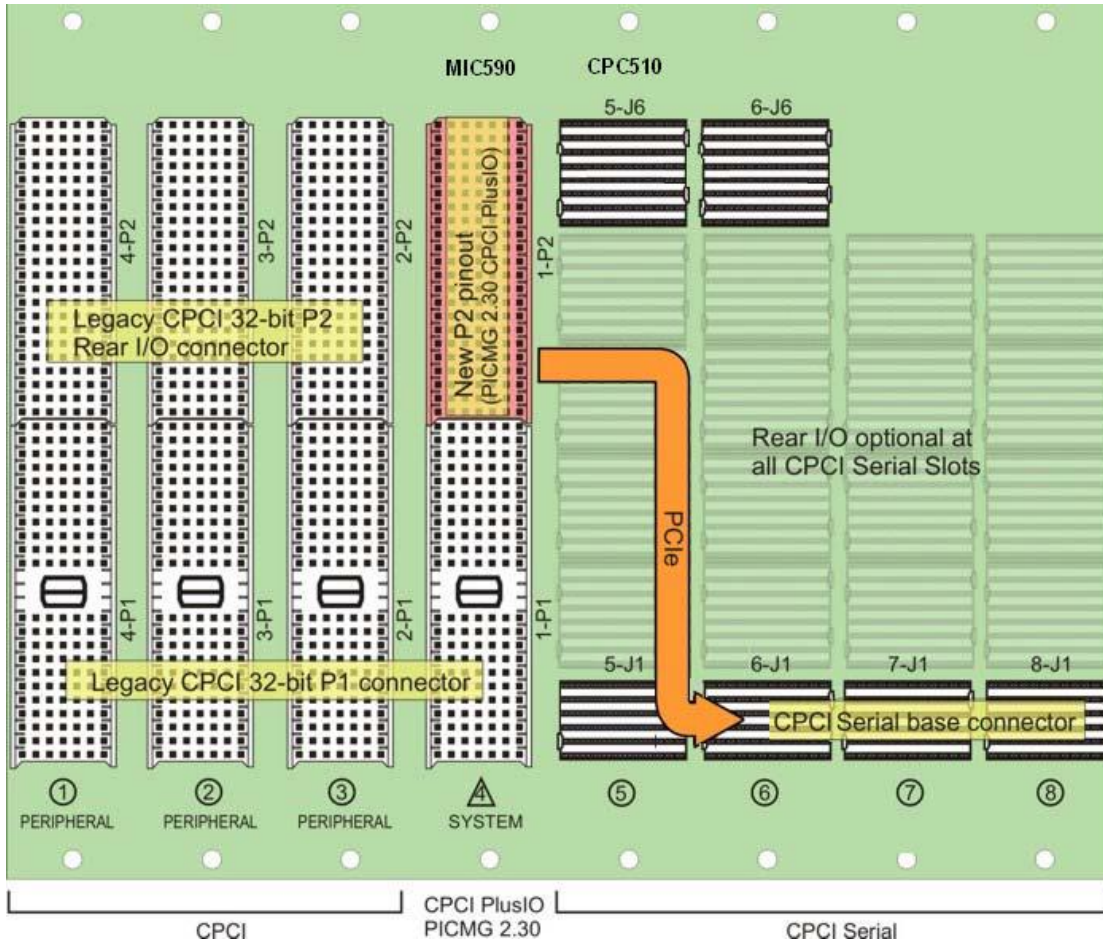 MIC590
CPC510
5-J6
6-J6
4-P2
3-P2
2-P2
New P2 pinout
(PICMG 2.30 CPCI PlusIO)
1-P2
Legacy CPCI 32-bit P2
Rear I/O connector
Rear I/O optional at
all CPCI Serial Slots
PCIe
4-P1
3-P1
2-P1
1-P1
5-J1
6-J1
7-J1
8-J1
Legacy CPCI 32-bit P1 connector
CPCI Serial base connector
1
2
3
4
5
6
7
8
PERIPHERAL
PERIPHERAL
PERIPHERAL
SYSTEM
CPCI
CPCI PlusIO
PICMG 2.30
CPCI Serial